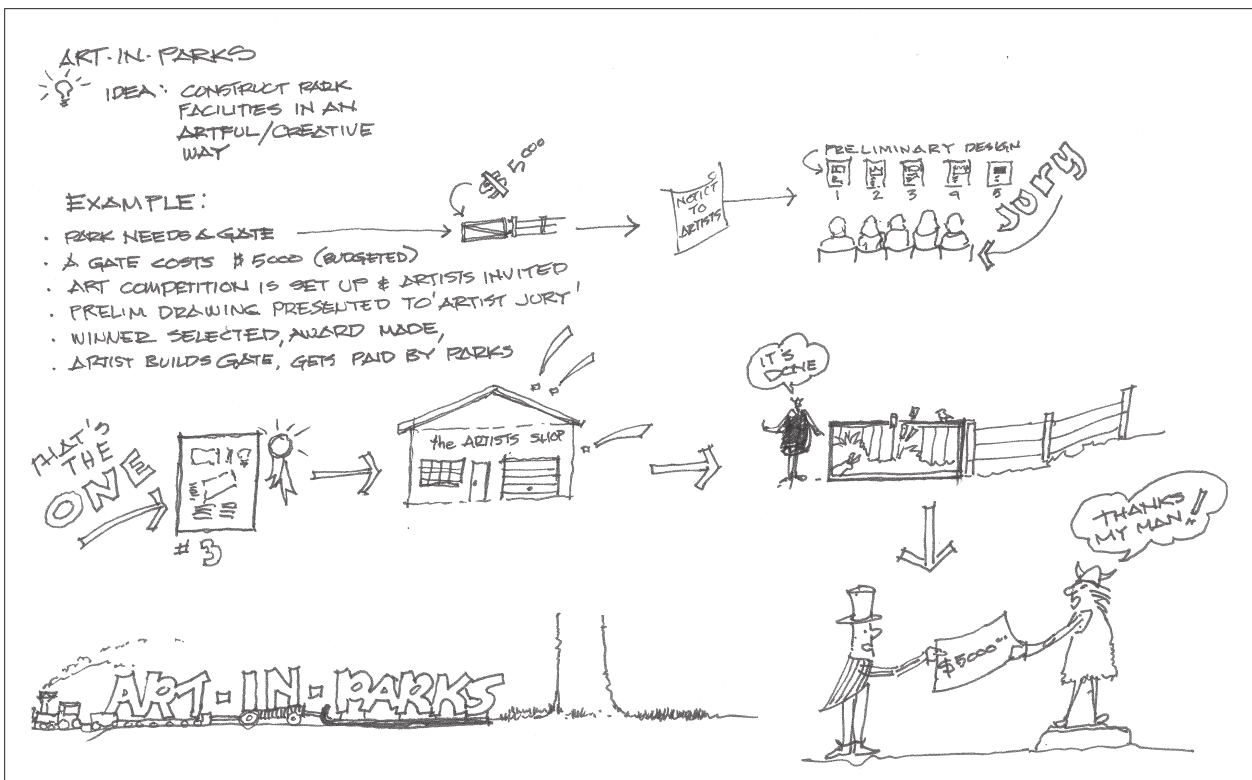 ART·IN·PARKS
IDEA: CONSTRUCT PARK
FACILITIES IN AN
ARTFUL/CREATIVE
WAY
EXAMPLE:
· PARK NEEDS A GATE
· A GATE COSTS $5000 (BUDGETED)
· ART COMPETITION IS SET UP & ARTISTS INVITED
· PRELIM DRAWING PRESENTED TO 'ARTIST JURY'
· WINNER SELECTED, AWARD MADE,
· ARTIST BUILDS GATE, GETS PAID BY PARKS
$5000
NOTICE
TO
ARTISTS
PRELIMINARY DESIGN
1 2 3 4 5
JURY
THAT'S
THE
ONE
#3
the ARTISTS SHOP
IT'S
DONE
THANKS
MY MAN!
$5000
ART·IN·PARKS